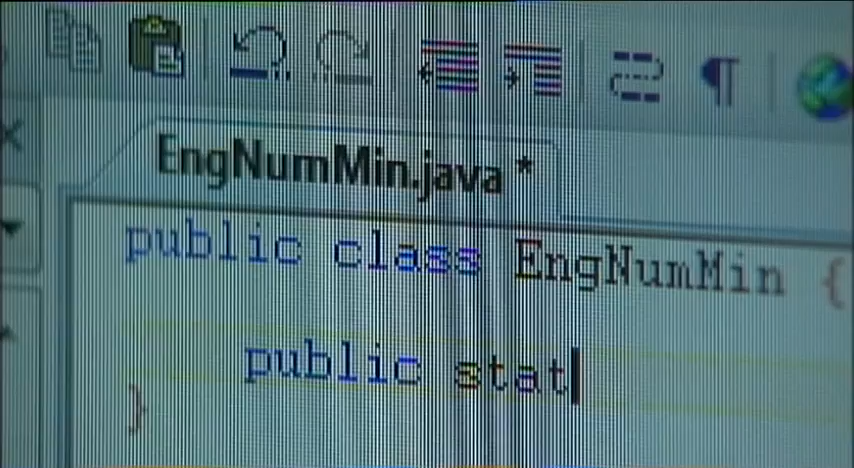 EngNumMin.java *
public class EngNumMin {
public stat
}